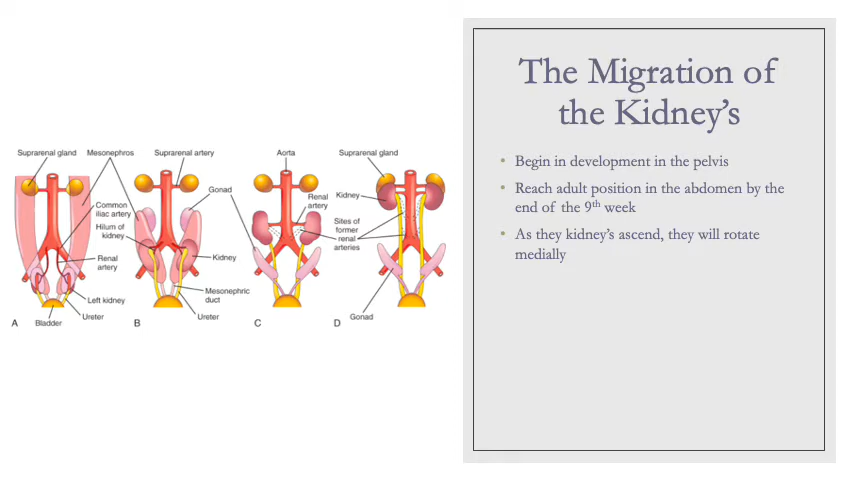 The Migration of
the Kidney's
• Begin in development in the pelvis
• Reach adult position in the abdomen by the
end of the 9th week
• As they kidney's ascend, they will rotate
medially
Suprarenal gland
Mesonephros
Common
iliac artery
Hilum of
kidney
Renal
artery
Left kidney
Ureter
Bladder
A
Suprarenal artery
Gonad
Kidney
Mesonephric
duct
Ureter
B
Aorta
Renal
artery
Sites of
former
renal
arteries
C
Suprarenal gland
Kidney
Gonad
D